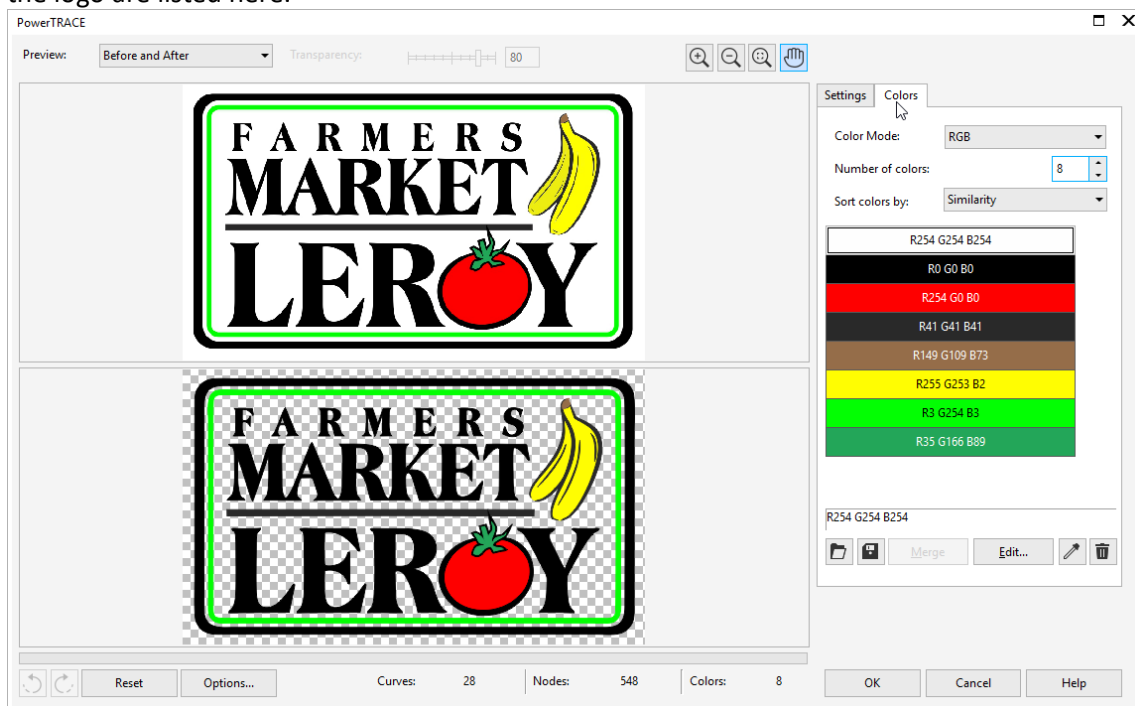 the logo are listed here.
PowerTRACE
Preview: Before and After Transparency: 80
Settings Colors
Color Mode: RGB
Number of colors: 8
Sort colors by: Similarity
R254 G254 B254
R0 G0 B0
R254 G0 B0
R41 G41 B41
R149 G109 B73
R255 G253 B2
R3 G254 B3
R35 G166 B89
R254 G254 B254
Merge Edit...
FARMERS
MARKET
LEROY
FARMERS
MARKET
LEROY
Reset Options... Curves: 28 Nodes: 548 Colors: 8 OK Cancel Help